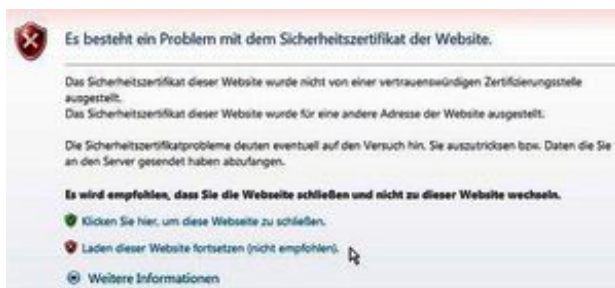 Es besteht ein Problem mit dem Sicherheitszertifikat der Website.
Das Sicherheitszertifikat dieser Website wurde nicht von einer vertrauenswürdigen Zertifizierungsstelle
ausgestellt.
Das Sicherheitszertifikat dieser Website wurde für eine andere Adresse der Website ausgestellt.
Die Sicherheitszertifikatprobleme deuten eventuell auf den Versuch hin. Sie auszutricksen bzw. Daten die Sie
an den Server gesendet haben abzufangen.
Es wird empfohlen, dass Sie die Webseite schließen und nicht zu dieser Website wechseln.
Klicken Sie hier, um diese Webseite zu schließen.
Laden dieser Website fortsetzen (nicht empfohlen).
Weitere Informationen